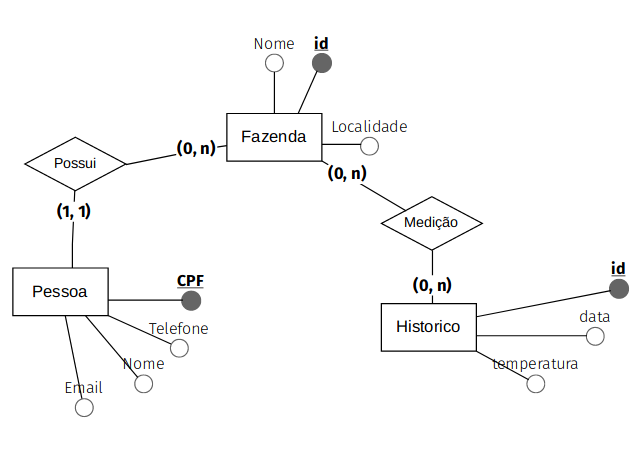 Nome
id
Fazenda
Localidade
(0, n)
Possui
(0, n)
(1, 1)
Medição
Pessoa
CPF
Telefone
Nome
Email
(0, n)
Historico
id
data
temperatura